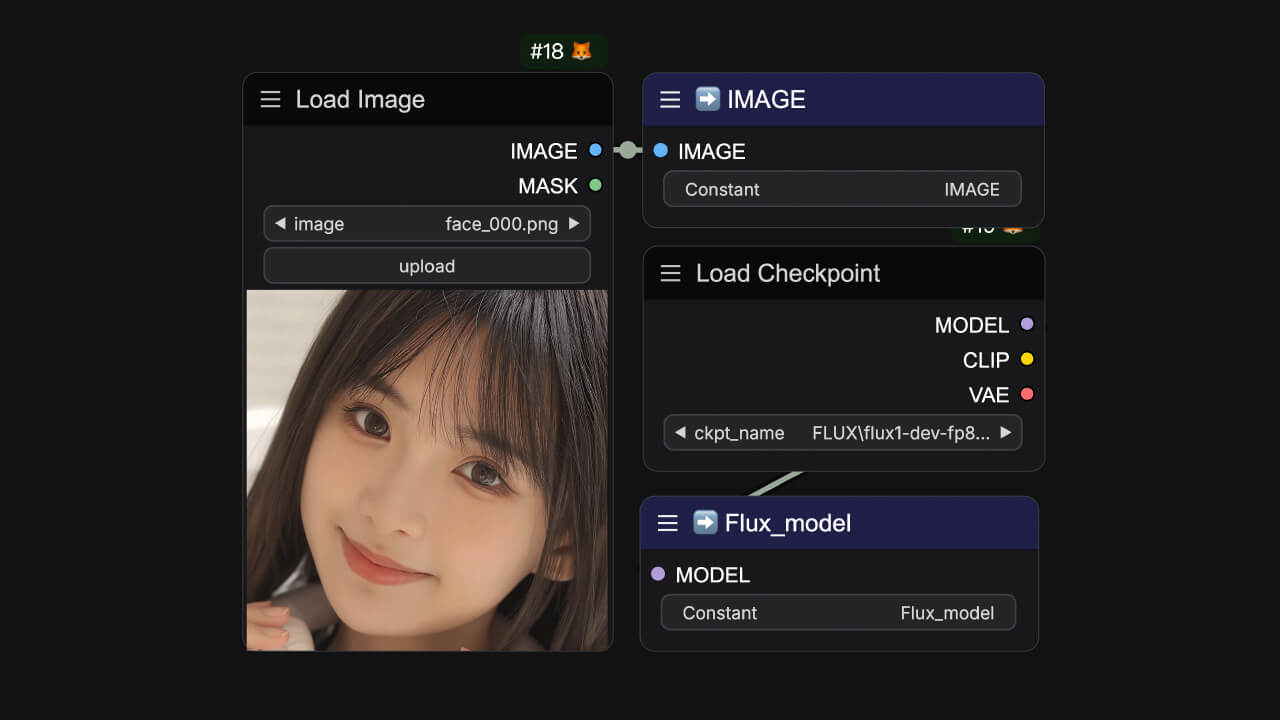 #18 🦊
Load Image
IMAGE
MASK
image face_000.png
upload
➡️ IMAGE
IMAGE
Constant IMAGE
Load Checkpoint
MODEL
CLIP
VAE
ckpt_name FLUX\flux1-dev-fp8...
➡️ Flux_model
MODEL
Constant Flux_model